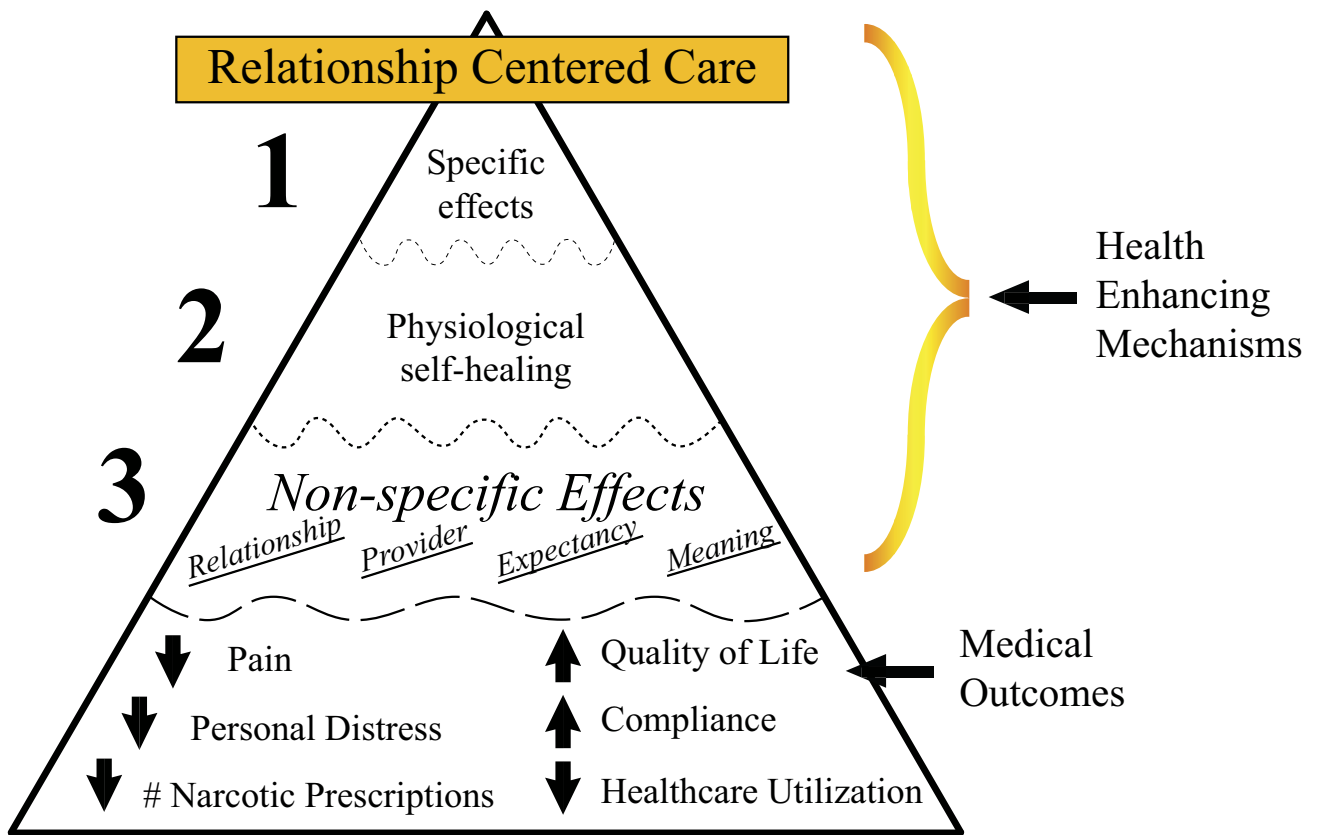 Relationship Centered Care
1
Specific
effects
2
Physiological
self-healing
3
Non-specific Effects
Relationship Provider Expectancy Meaning
Health
Enhancing
Mechanisms
Pain
Personal Distress
# Narcotic Prescriptions
Quality of Life
Compliance
Healthcare Utilization
Medical
Outcomes